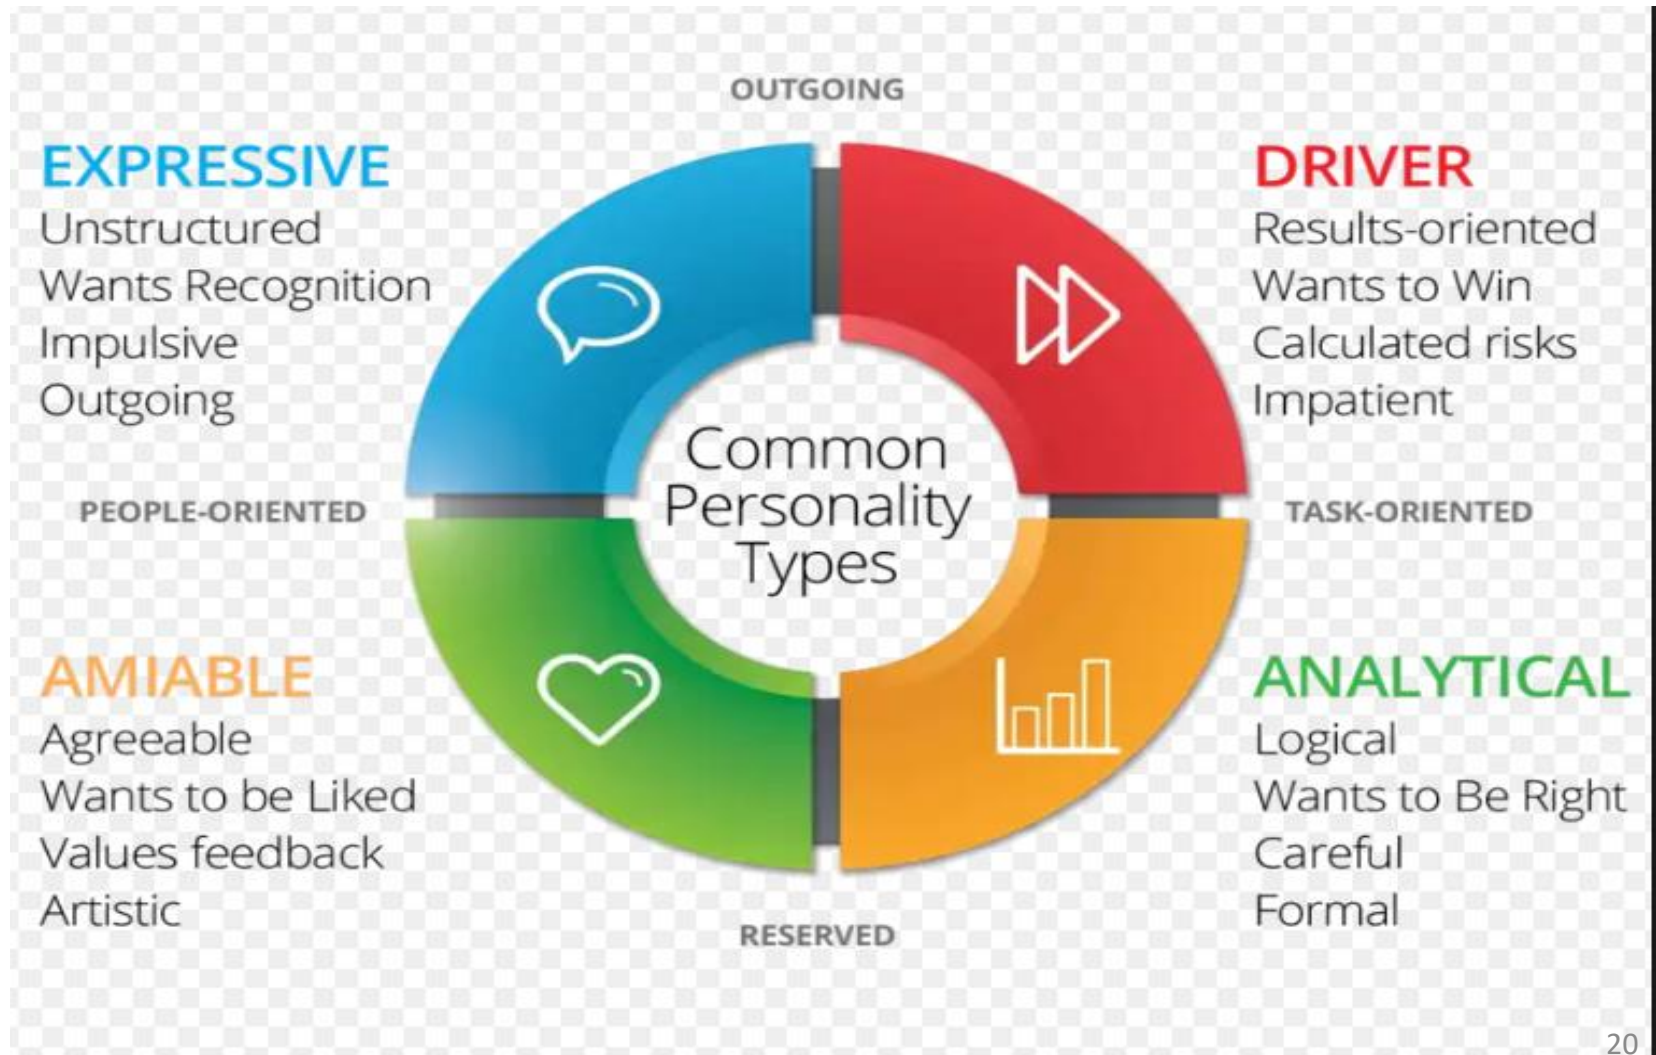 OUTGOING
EXPRESSIVE
Unstructured
Wants Recognition
Impulsive
Outgoing
DRIVER
Results-oriented
Wants to Win
Calculated risks
Impatient
Common
Personality
Types
PEOPLE-ORIENTED
TASK-ORIENTED
AMIABLE
Agreeable
Wants to be Liked
Values feedback
Artistic
ANALYTICAL
Logical
Wants to Be Right
Careful
Formal
RESERVED
20